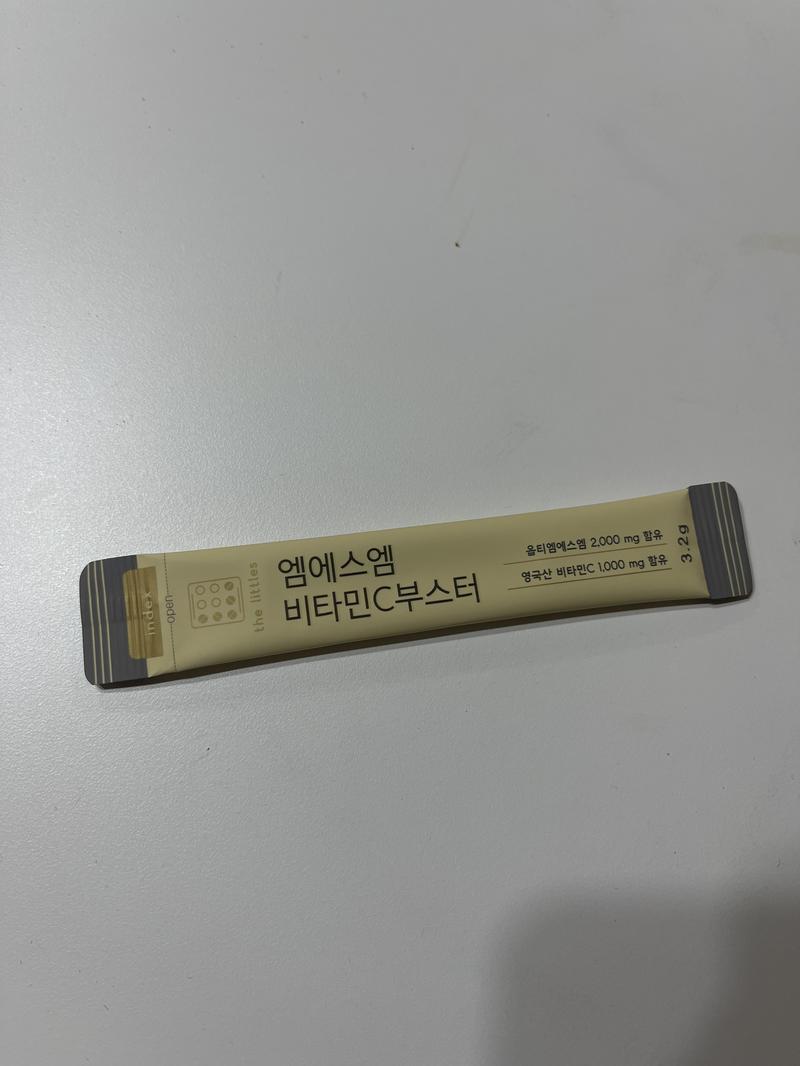 index
open
the littles
엠에스엠
비타민C부스터
옵티엠에스엠 2,000 mg 함유
영국산 비타민C 1,000 mg 함유
3.2g